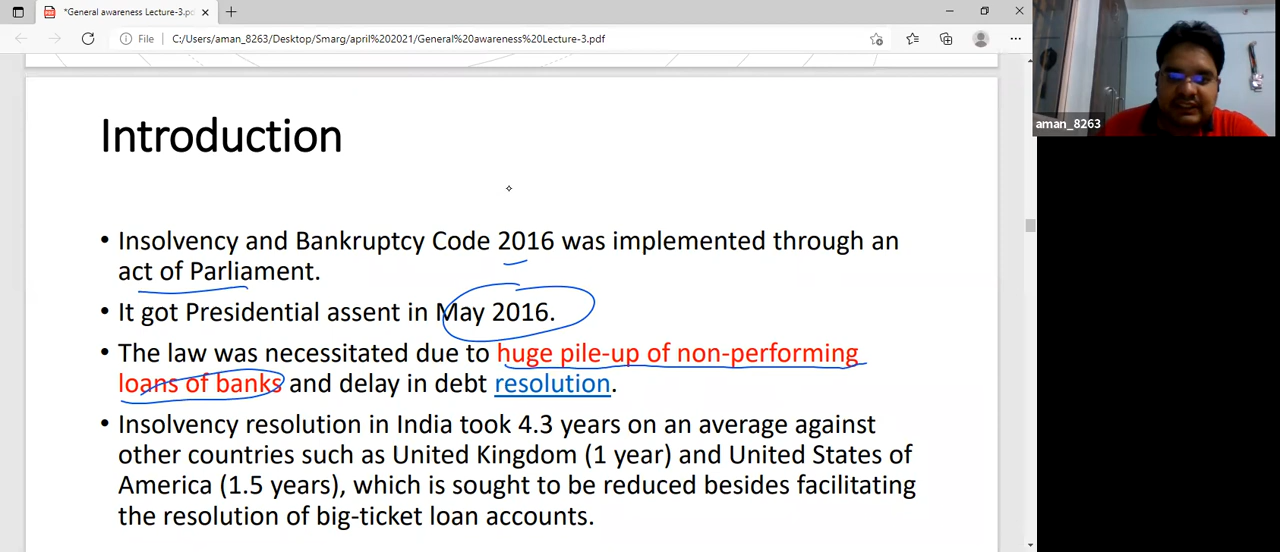 *General awareness Lecture-3.pd
File
C:/Users/aman_8263/Desktop/Smarg/april%202021/General%20awareness%20Lecture-3.pdf
aman_8263
Introduction
• Insolvency and Bankruptcy Code 2016 was implemented through an
act of Parliament.
• It got Presidential assent in May 2016.
• The law was necessitated due to huge pile-up of non-performing
loans of banks and delay in debt resolution.
• Insolvency resolution in India took 4.3 years on an average against
other countries such as United Kingdom (1 year) and United States of
America (1.5 years), which is sought to be reduced besides facilitating
the resolution of big-ticket loan accounts.